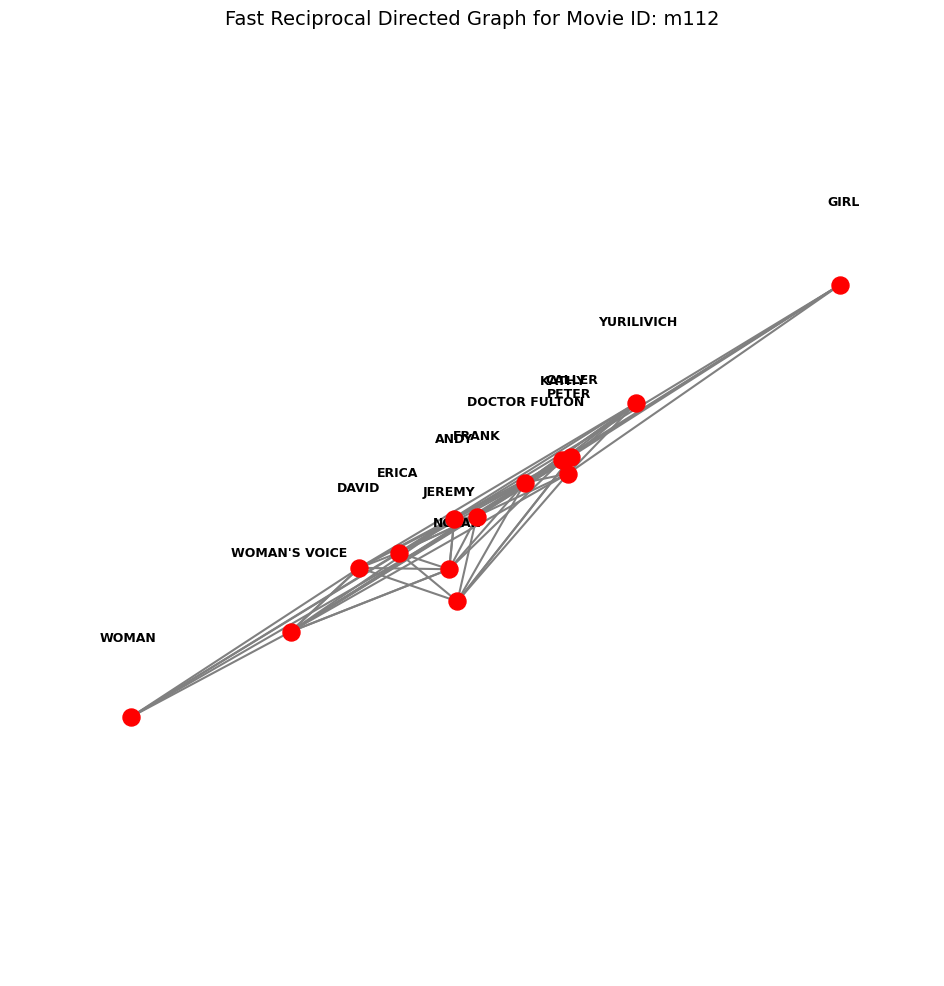 Fast Reciprocal Directed Graph for Movie ID: m112
GIRL
YURILIVICH
KATHY
CALLER
PETER
DOCTOR FULTON
FRANK
ANDY
ERICA
DAVID
JEREMY
WOMAN'S VOICE
WOMAN